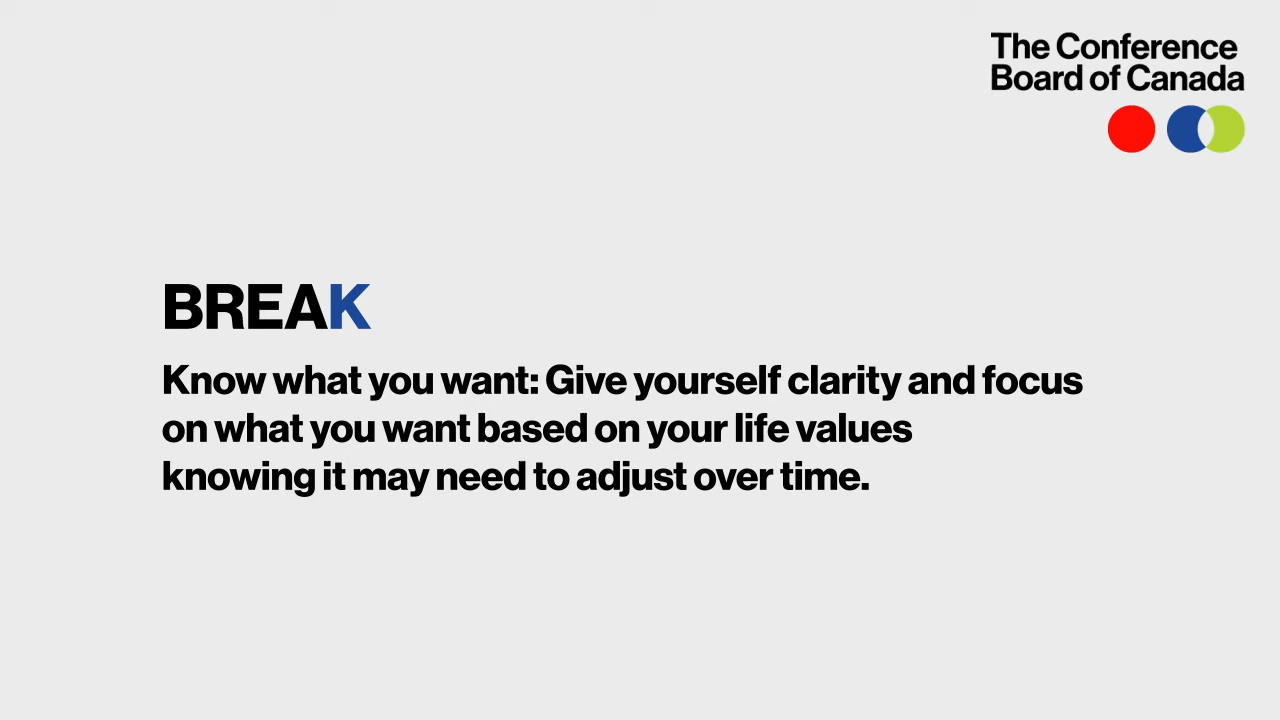 The Conference
Board of Canada
BREAK
Know what you want: Give yourself clarity and focus
on what you want based on your life values
knowing it may need to adjust over time.